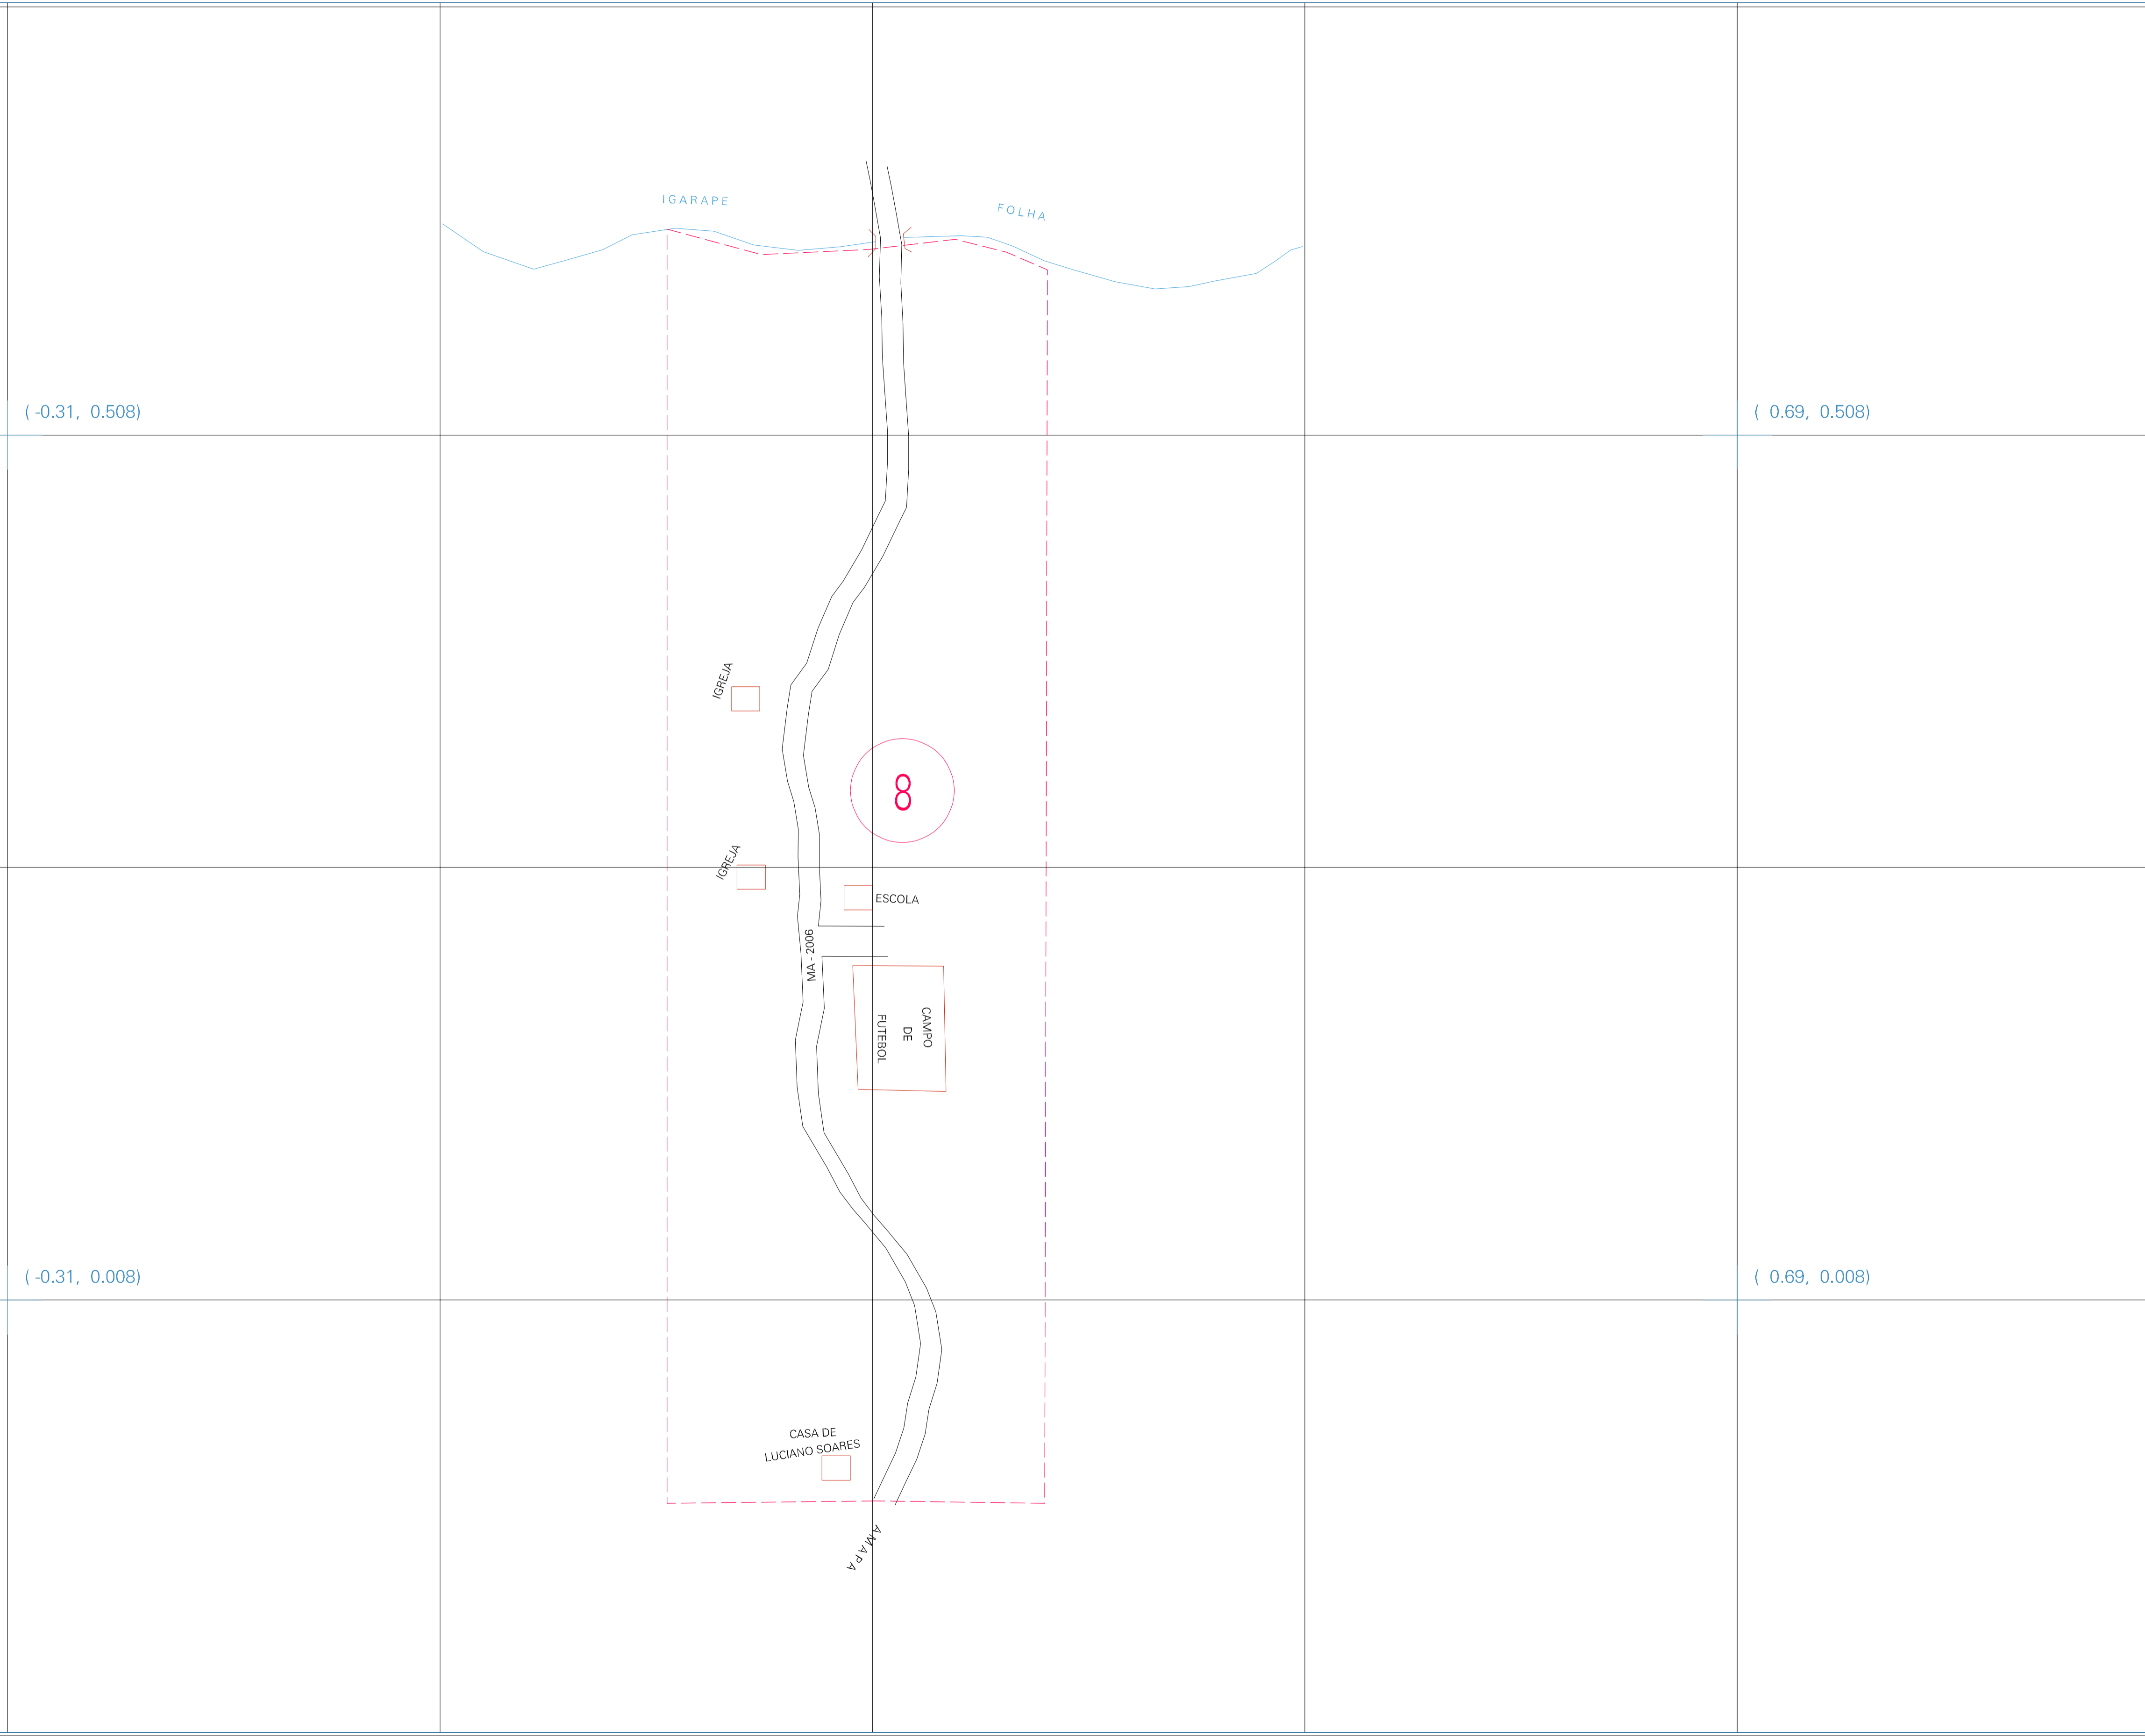 IGARAPE
FOLHA
( -0.31, 0.508)
( 0.69, 0.508)
IGREJA
8
IGREJA
ESCOLA
MA - 2006
CAMPO
DE
FUTEBOL
( -0.31, 0.008)
( 0.69, 0.008)
CASA DE
LUCIANO SOARES
AMAPA